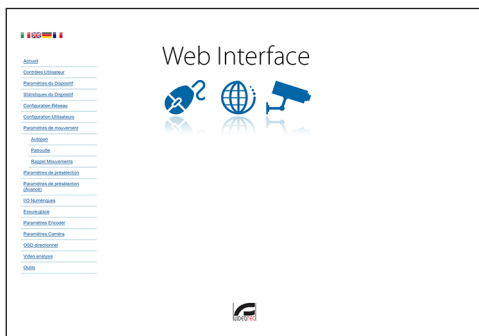 Web Interface
Accueil
Contrôles Utilisateur
Paramètres du Dispositif
Statistiques du Dispositif
Configuration Réseau
Configuration Utilisateurs
Paramètres de mouvement
Autopan
Patrouille
Rappel Mouvements
Paramètres de présélection
Paramètres de présélection
(Avancé)
I/O Numériques
Essuie-glace
Paramètres Encoder
Paramètres Caméra
OSD directionnel
Video analysis
Outils